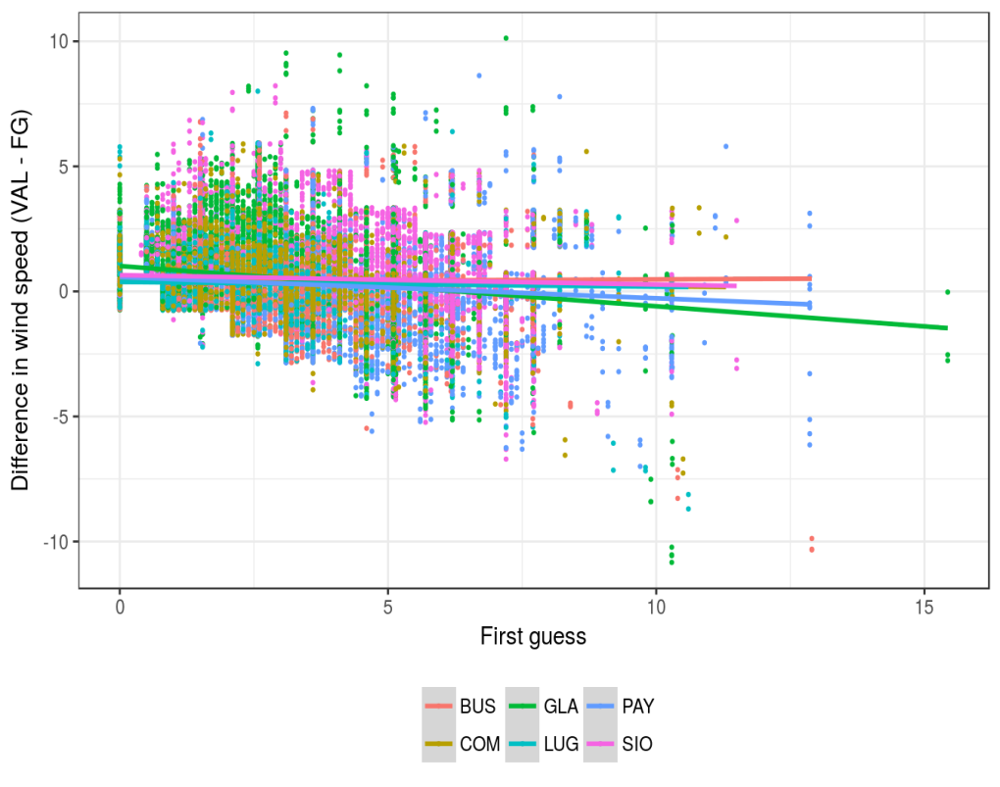 Difference in wind speed (VAL - FG)
10
5
0
-5
-10
0 5 10 15
First guess
BUS GLA PAY
COM LUG SIO